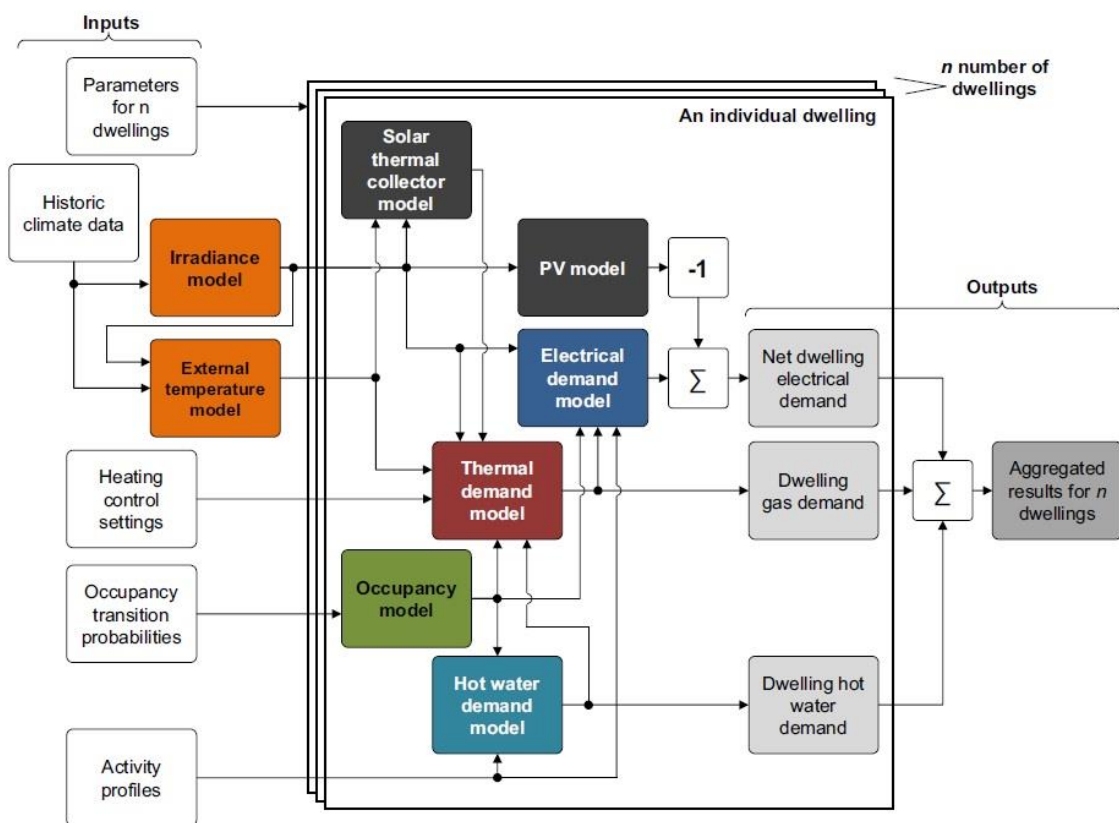 Inputs
Parameters
for n
dwellings
n number of
dwellings
An individual dwelling
Solar
thermal
collector
model
Historic
climate data
Irradiance
model
PV model
-1
Outputs
External
temperature
model
Electrical
demand
model
∑
Net dwelling
electrical
demand
Heating
control
settings
Thermal
demand
model
Dwelling
gas demand
∑
Aggregated
results for n
dwellings
Occupancy
transition
probabilities
Occupancy
model
Hot water
demand
model
Dwelling hot
water
demand
Activity
profiles